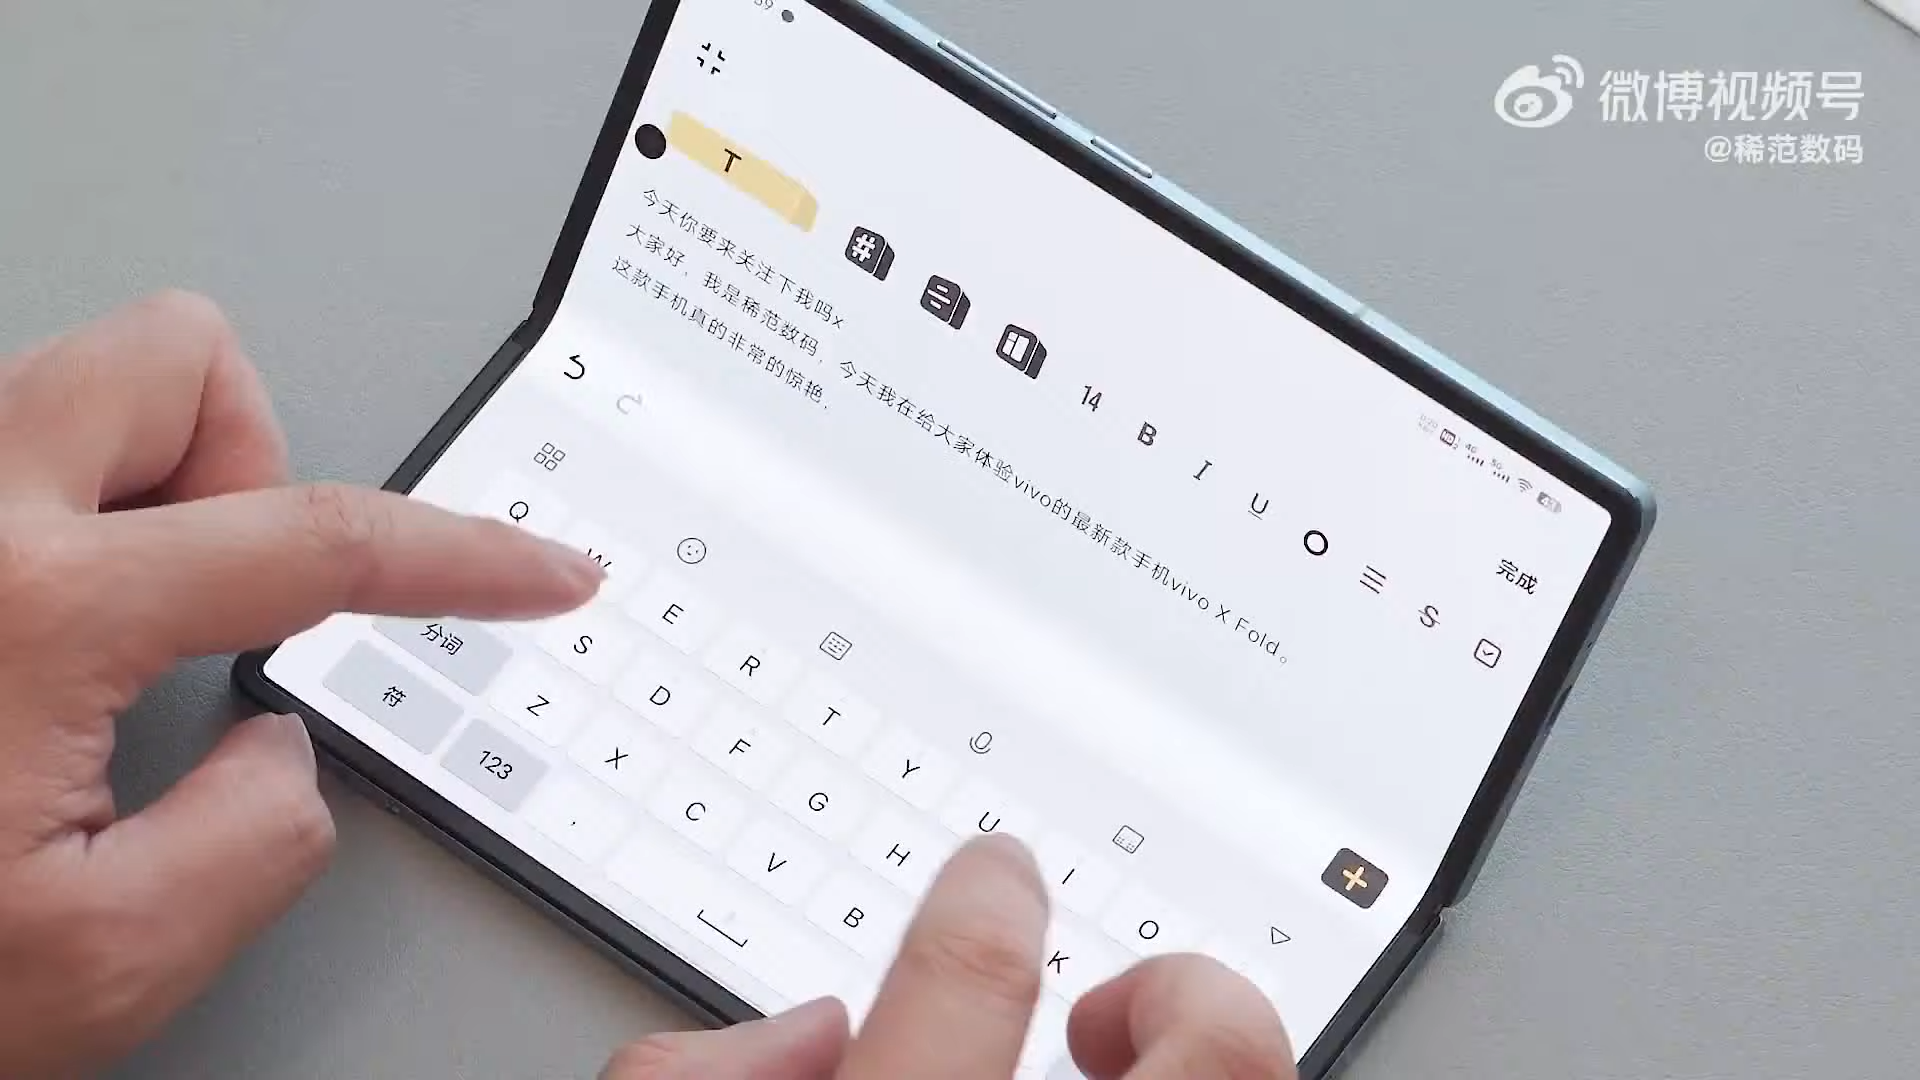 微博视频号
@稀范数码
T
14
B
I
U
S
完成
今天你要来关注下我吗x
大家好，我是稀范数码，今天我在给大家体验vivo的最新款手机vivo X Fold。
这款手机真的非常的惊艳，
Q W E R T Y U I O
S D F G H K
分词 Z X C V B
符 123 ，